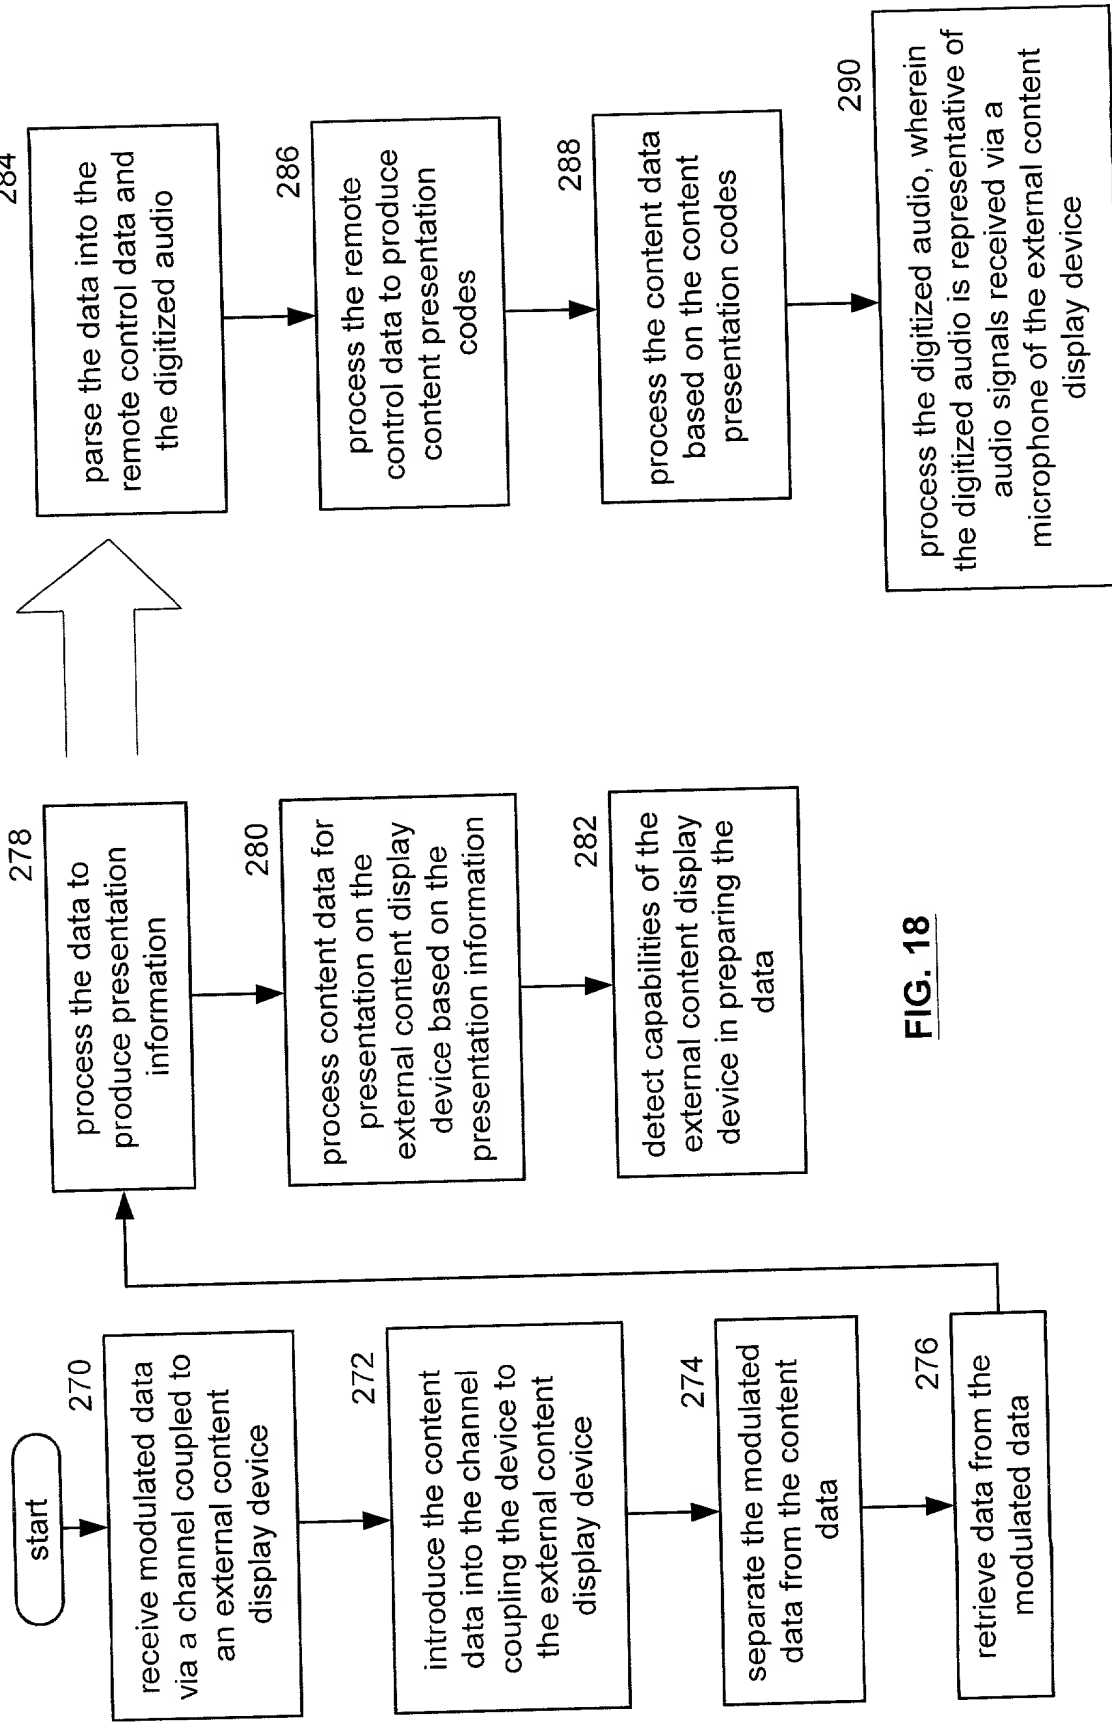 start
270
receive modulated data
via a channel coupled to
an external content
display device
272
introduce the content
data into the channel
coupling the device to
the external content
display device
274
separate the modulated
data from the content
data
276
retrieve data from the
modulated data
278
process the data to
produce presentation
information
280
process content data for
presentation on the
external content display
device based on the
presentation information
282
detect capabilities of the
external content display
device in preparing the
data
284
parse the data into the
remote control data and
the digitized audio
286
process the remote
control data to produce
content presentation
codes
288
process the content data
based on the content
presentation codes
290
process the digitized audio, wherein
the digitized audio is representative of
audio signals received via a
microphone of the external content
display device
FIG. 18